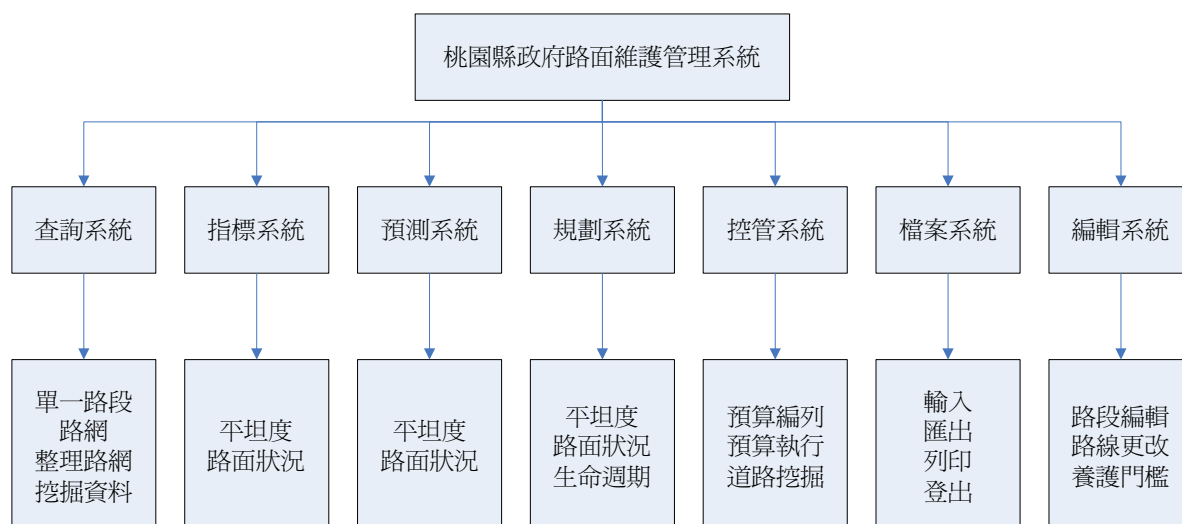 桃園縣政府路面維護管理系統
查詢系統
指標系統
預測系統
規劃系統
控管系統
檔案系統
編輯系統
單一路段
路網
整理路網
挖掘資料
平坦度
路面狀況
平坦度
路面狀況
平坦度
路面狀況
生命週期
預算編列
預算執行
道路挖掘
輸入
匯出
列印
登出
路段編輯
路線更改
養護門檻